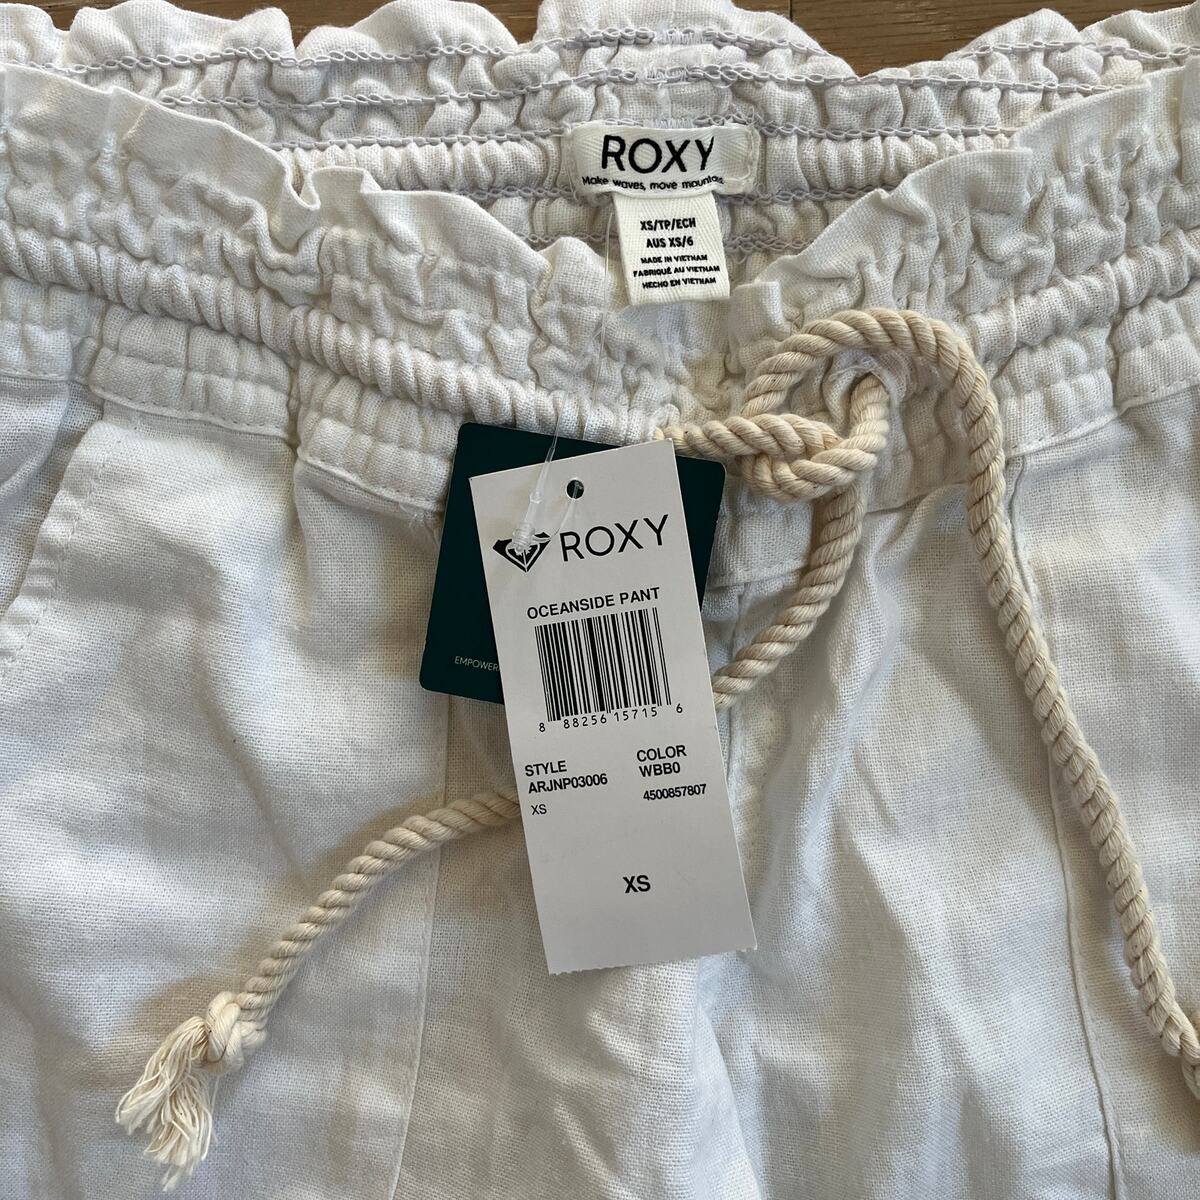 ROXY
Make waves, move mountains.
XS/TP/ECH
AUS XS/6
MADE IN VIETNAM
FABRIQUÉ AU VIETNAM
HECHO EN VIETNAM
ROXY
OCEANSIDE PANT
8 88256 15715 6
EMPOWER
STYLE COLOR
ARJNP03006 WBB0
XS 4500857807
XS